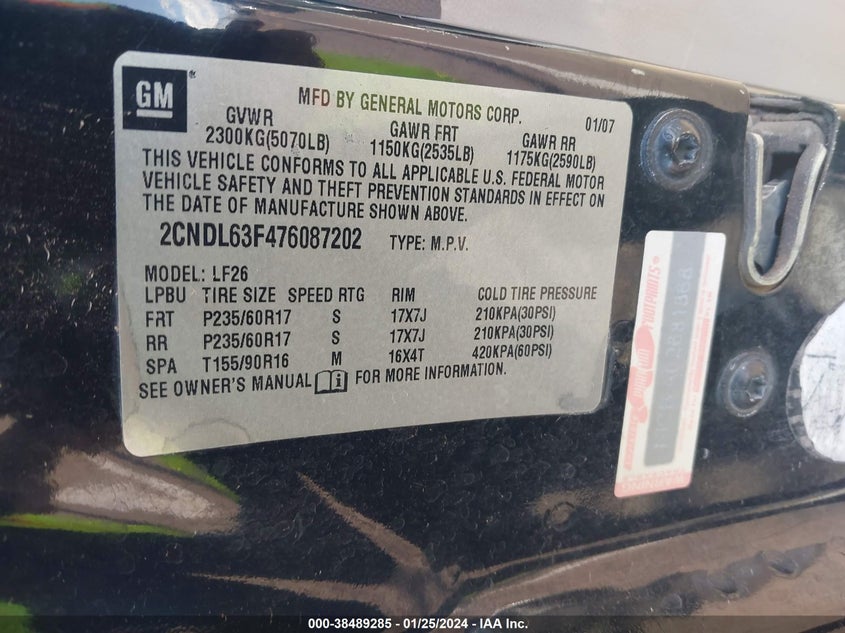 GM
MFD BY GENERAL MOTORS CORP. 01/07
GVWR GAWR FRT GAWR RR
2300KG(5070LB) 1150KG(2535LB) 1175KG(2590LB)
THIS VEHICLE CONFORMS TO ALL APPLICABLE U.S. FEDERAL MOTOR
VEHICLE SAFETY AND THEFT PREVENTION STANDARDS IN EFFECT ON
THE DATE OF MANUFACTURE SHOWN ABOVE.
2CNDL63F476087202 TYPE: M.P.V.
MODEL: LF26
LPBU TIRE SIZE SPEED RTG RIM COLD TIRE PRESSURE
FRT P235/60R17 S 17X7J 210KPA(30PSI)
RR P235/60R17 S 17X7J 210KPA(30PSI)
SPA T155/90R16 M 16X4T 420KPA(60PSI)
SEE OWNER'S MANUAL FOR MORE INFORMATION.
000-38489285 - 01/25/2024 - IAA Inc.